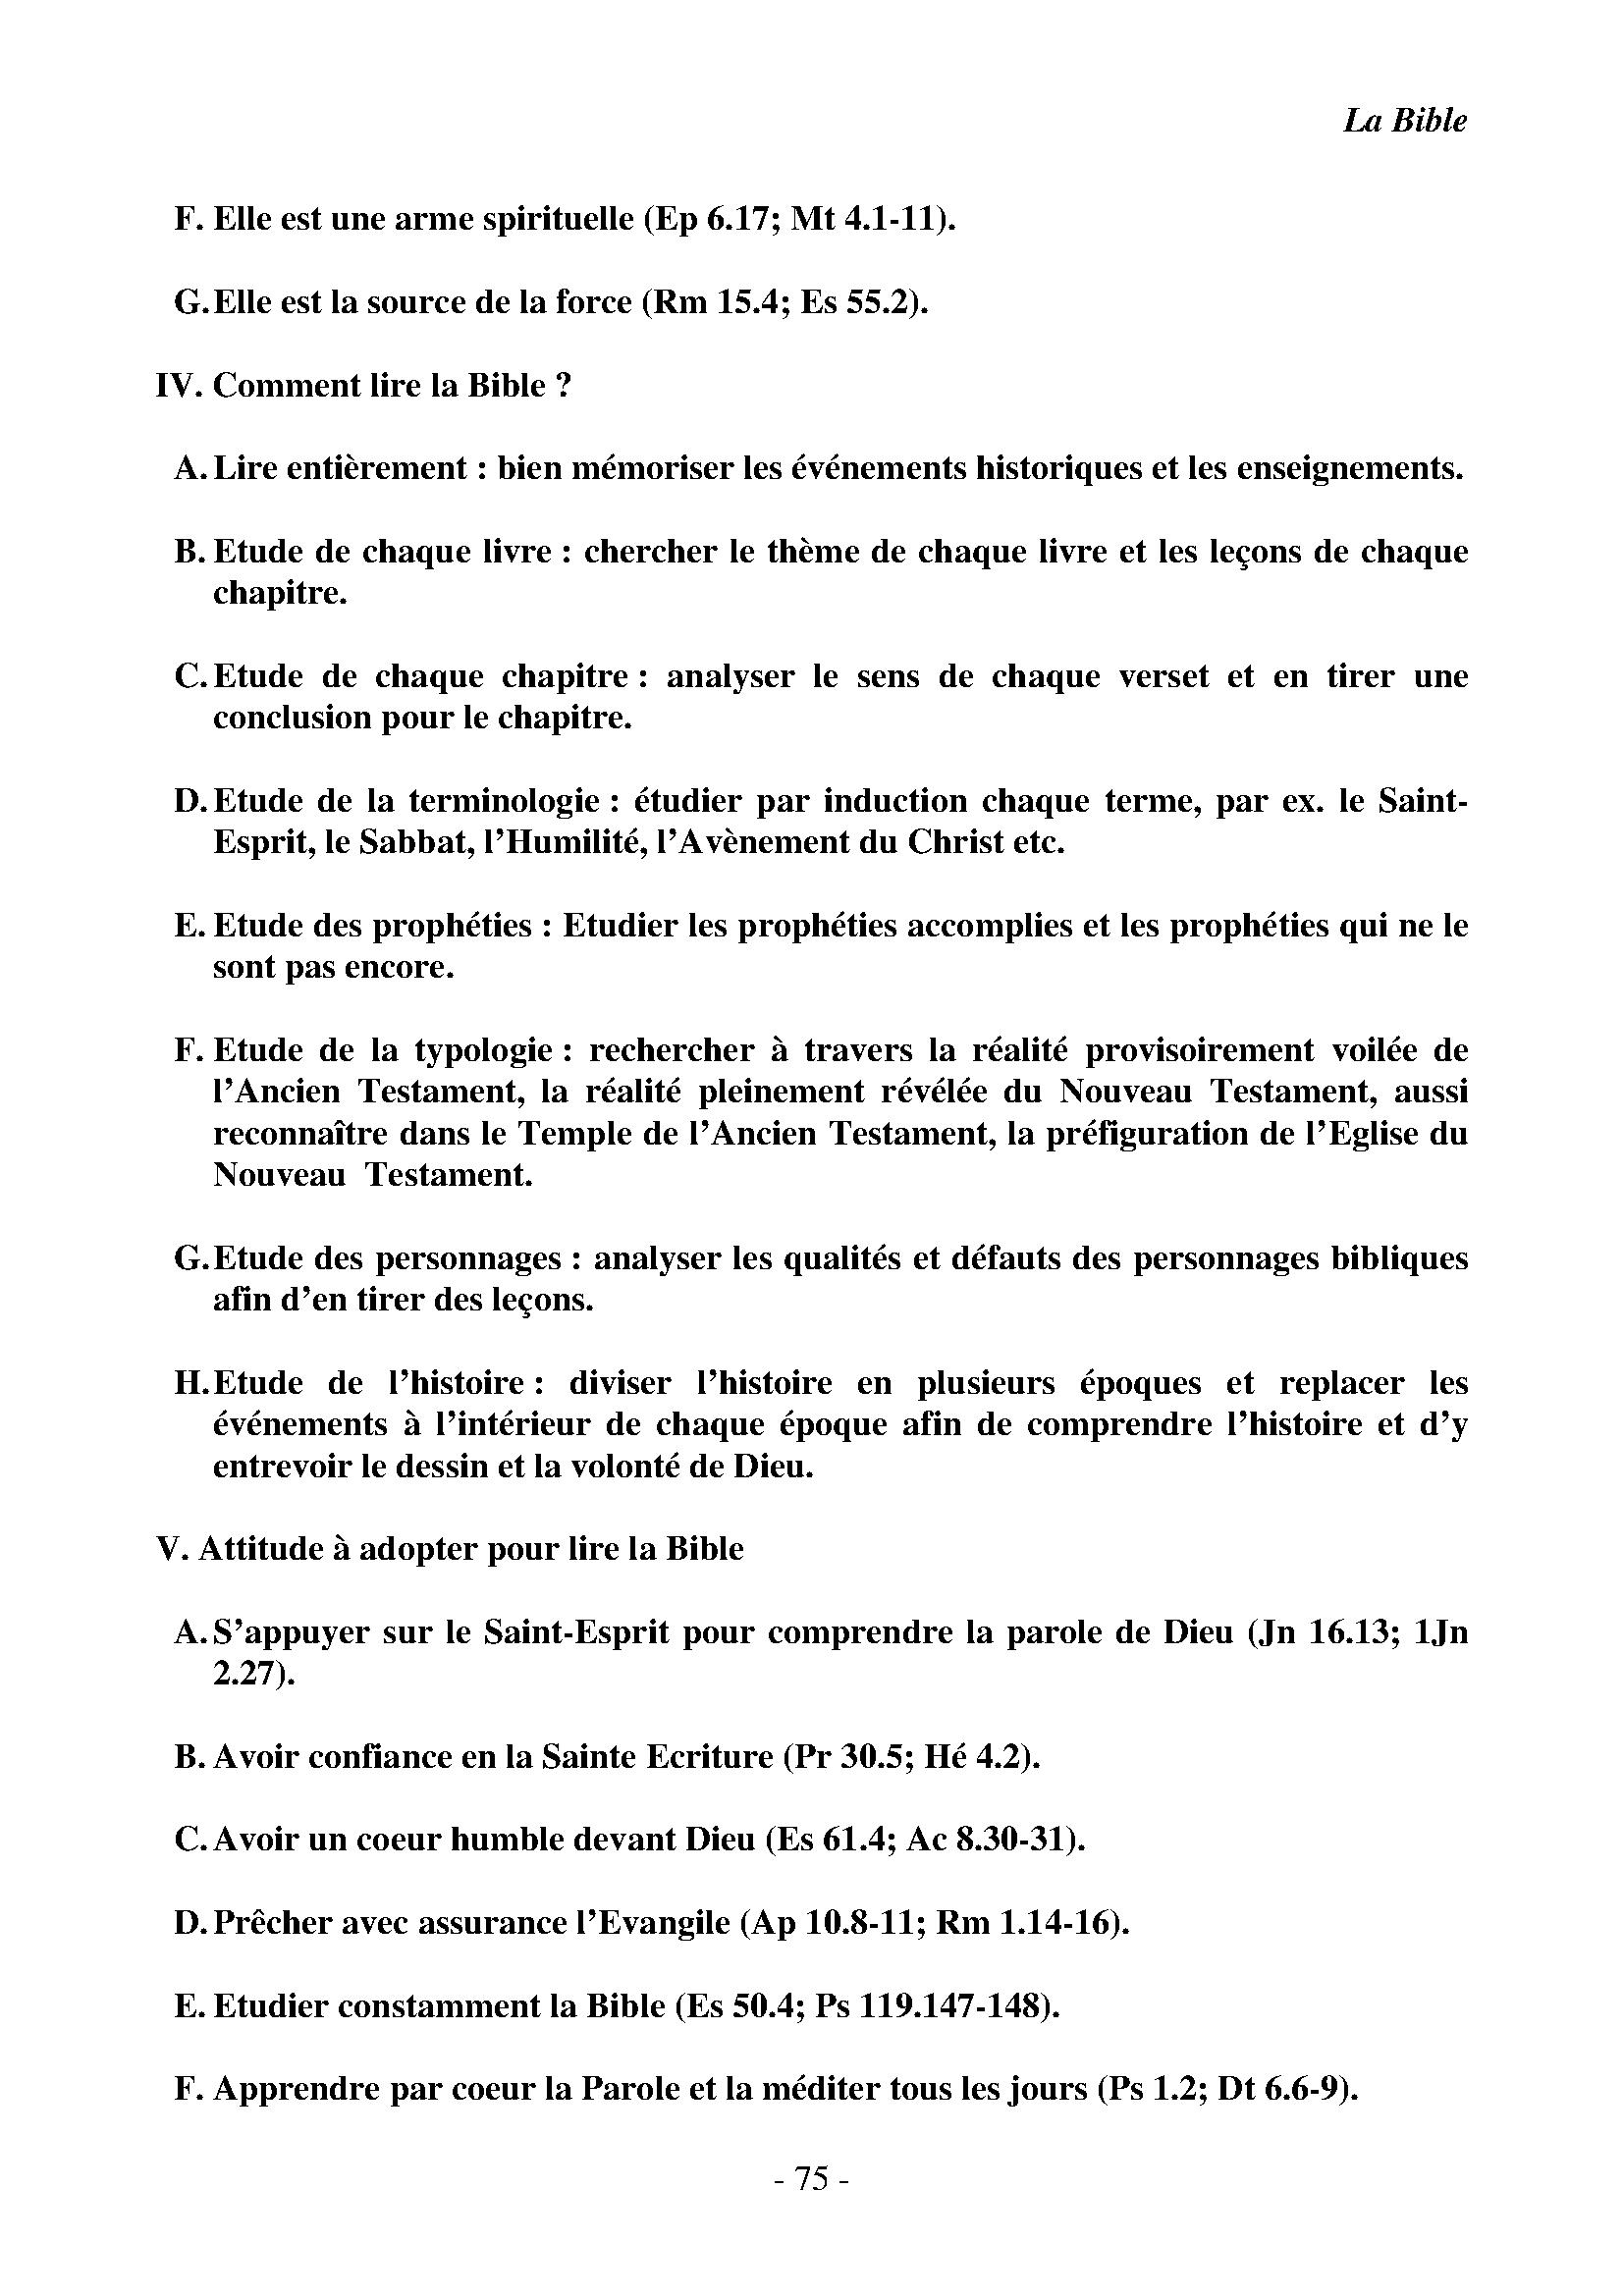 La Bible
F. Elle est une arme spirituelle (Ep 6.17; Mt 4.1-11).
G. Elle est la source de la force (Rm 15.4; Es 55.2).
IV. Comment lire la Bible ?
A. Lire entièrement : bien mémoriser les événements historiques et les enseignements.
B. Etude de chaque livre : chercher le thème de chaque livre et les leçons de chaque
chapitre.
C. Etude de chaque chapitre : analyser le sens de chaque verset et en tirer une
conclusion pour le chapitre.
D. Etude de la terminologie : étudier par induction chaque terme, par ex. le Saint-
Esprit, le Sabbat, l’Humilité, l’Avènement du Christ etc.
E. Etude des prophéties : Etudier les prophéties accomplies et les prophéties qui ne le
sont pas encore.
F. Etude de la typologie : rechercher à travers la réalité provisoirement voilée de
l’Ancien Testament, la réalité pleinement révélée du Nouveau Testament, aussi
reconnaître dans le Temple de l’Ancien Testament, la préfiguration de l’Eglise du
Nouveau Testament.
G. Etude des personnages : analyser les qualités et défauts des personnages bibliques
afin d’en tirer des leçons.
H. Etude de l’histoire : diviser l’histoire en plusieurs époques et replacer les
événements à l’intérieur de chaque époque afin de comprendre l’histoire et d’y
entrevoir le dessin et la volonté de Dieu.
V. Attitude à adopter pour lire la Bible
A. S’appuyer sur le Saint-Esprit pour comprendre la parole de Dieu (Jn 16.13; 1Jn
2.27).
B. Avoir confiance en la Sainte Ecriture (Pr 30.5; Hé 4.2).
C. Avoir un coeur humble devant Dieu (Es 61.4; Ac 8.30-31).
D. Prêcher avec assurance l’Evangile (Ap 10.8-11; Rm 1.14-16).
E. Etudier constamment la Bible (Es 50.4; Ps 119.147-148).
F. Apprendre par coeur la Parole et la méditer tous les jours (Ps 1.2; Dt 6.6-9).
- 75 -